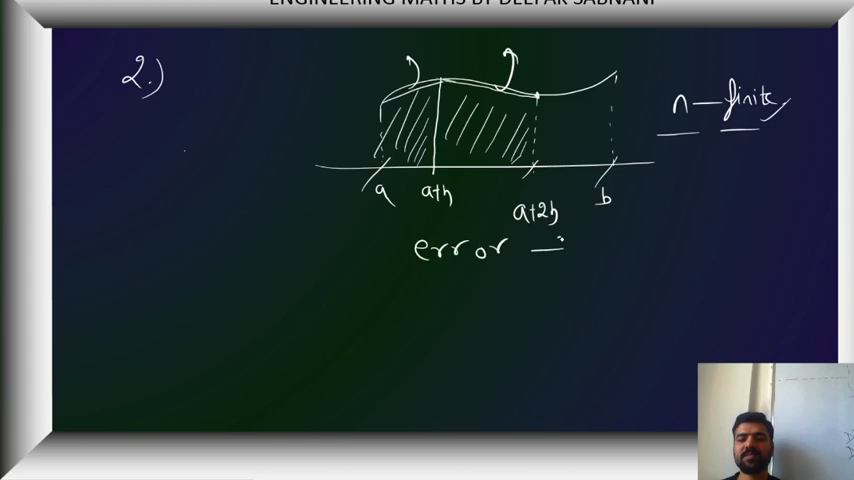 ENGINEERING MATHS BY DEEPAK SABNANI
2.)
n — finite
a a+h a+2h b
error —